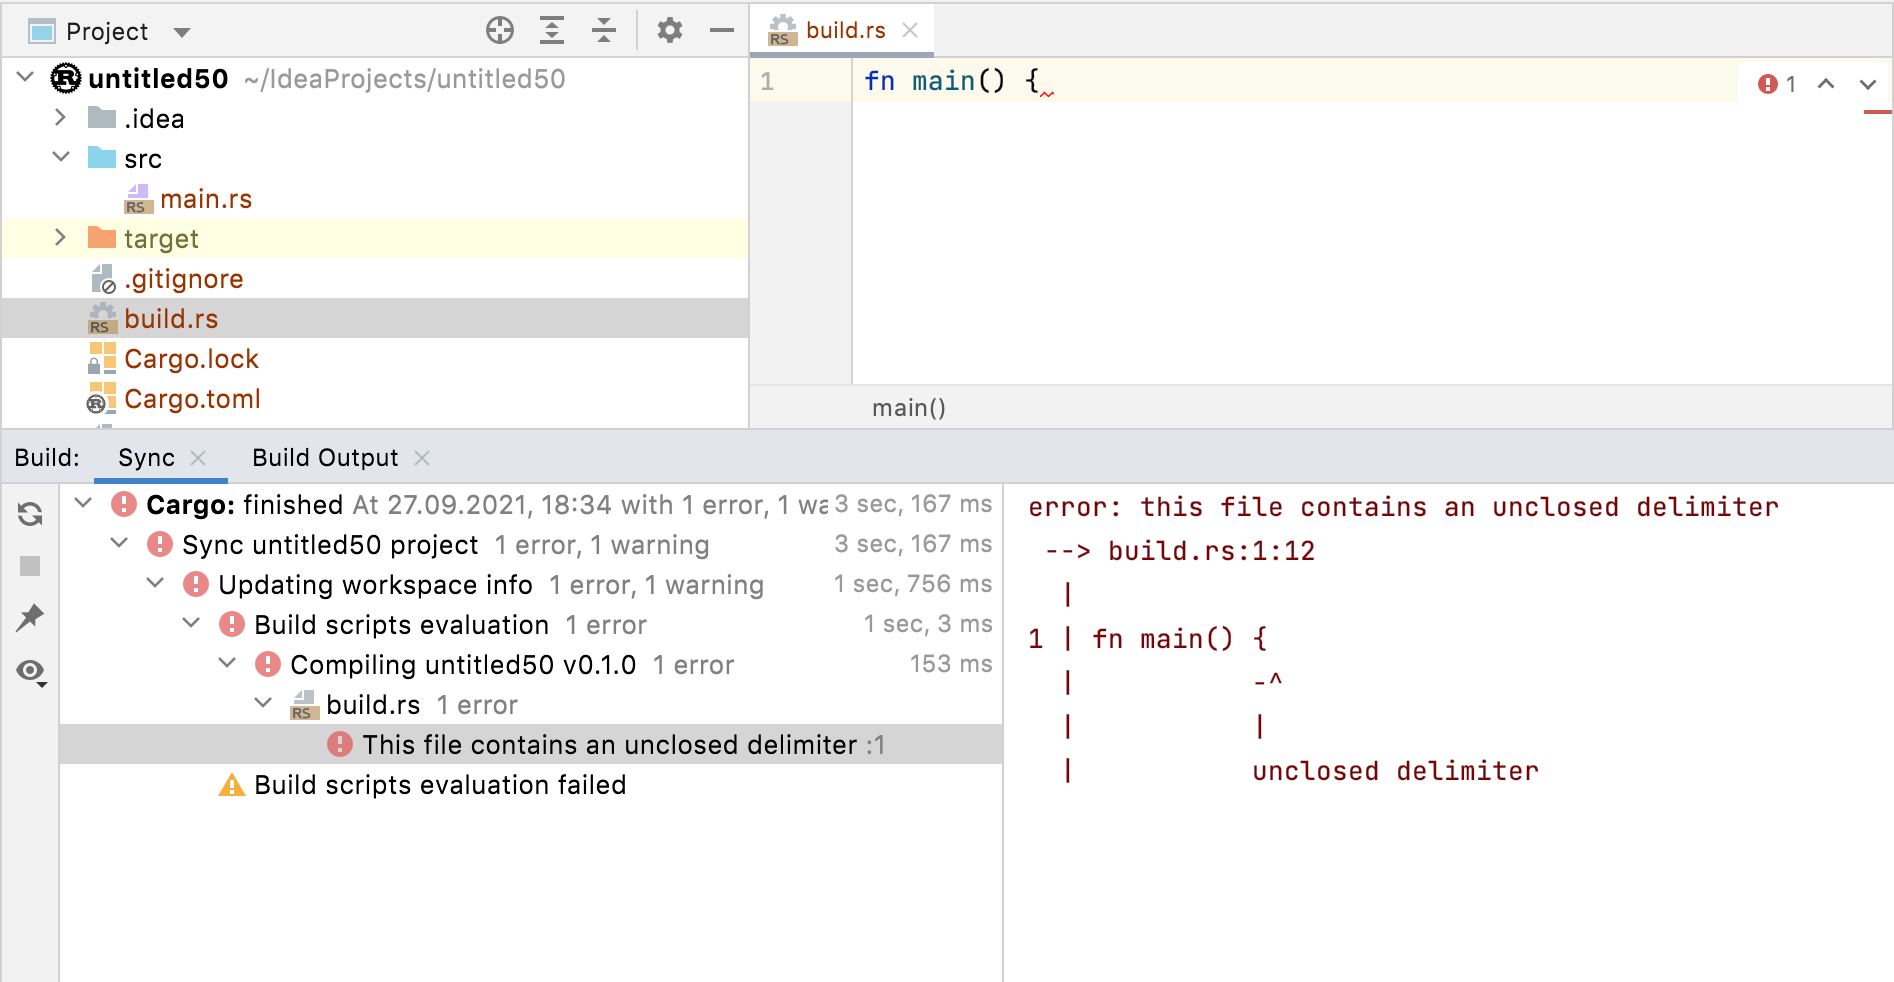 Project
untitled50 ~/IdeaProjects/untitled50
.idea
src
RS main.rs
target
.gitignore
RS build.rs
Cargo.lock
Cargo.toml
RS build.rs
1 fn main() {
1
main()
Build: Sync Build Output
Cargo: finished At 27.09.2021, 18:34 with 1 error, 1 wa 3 sec, 167 ms
Sync untitled50 project 1 error, 1 warning 3 sec, 167 ms
Updating workspace info 1 error, 1 warning 1 sec, 756 ms
Build scripts evaluation 1 error 1 sec, 3 ms
Compiling untitled50 v0.1.0 1 error 153 ms
RS build.rs 1 error
This file contains an unclosed delimiter :1
Build scripts evaluation failed
error: this file contains an unclosed delimiter
--> build.rs:1:12
|
1 | fn main() {
| -^
| |
| unclosed delimiter